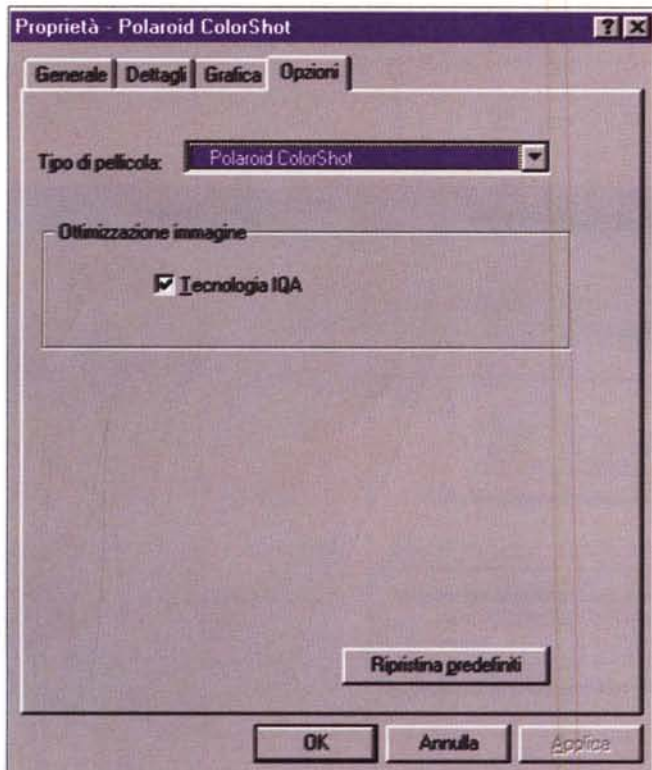 Proprietà - Polaroid ColorShot
Generale Dettagli Grafica Opzioni
Tipo di pellicola: Polaroid ColorShot
Ottimizzazione immagine
Tecnologia IQA
Ripristina predefiniti
OK Annulla Applica